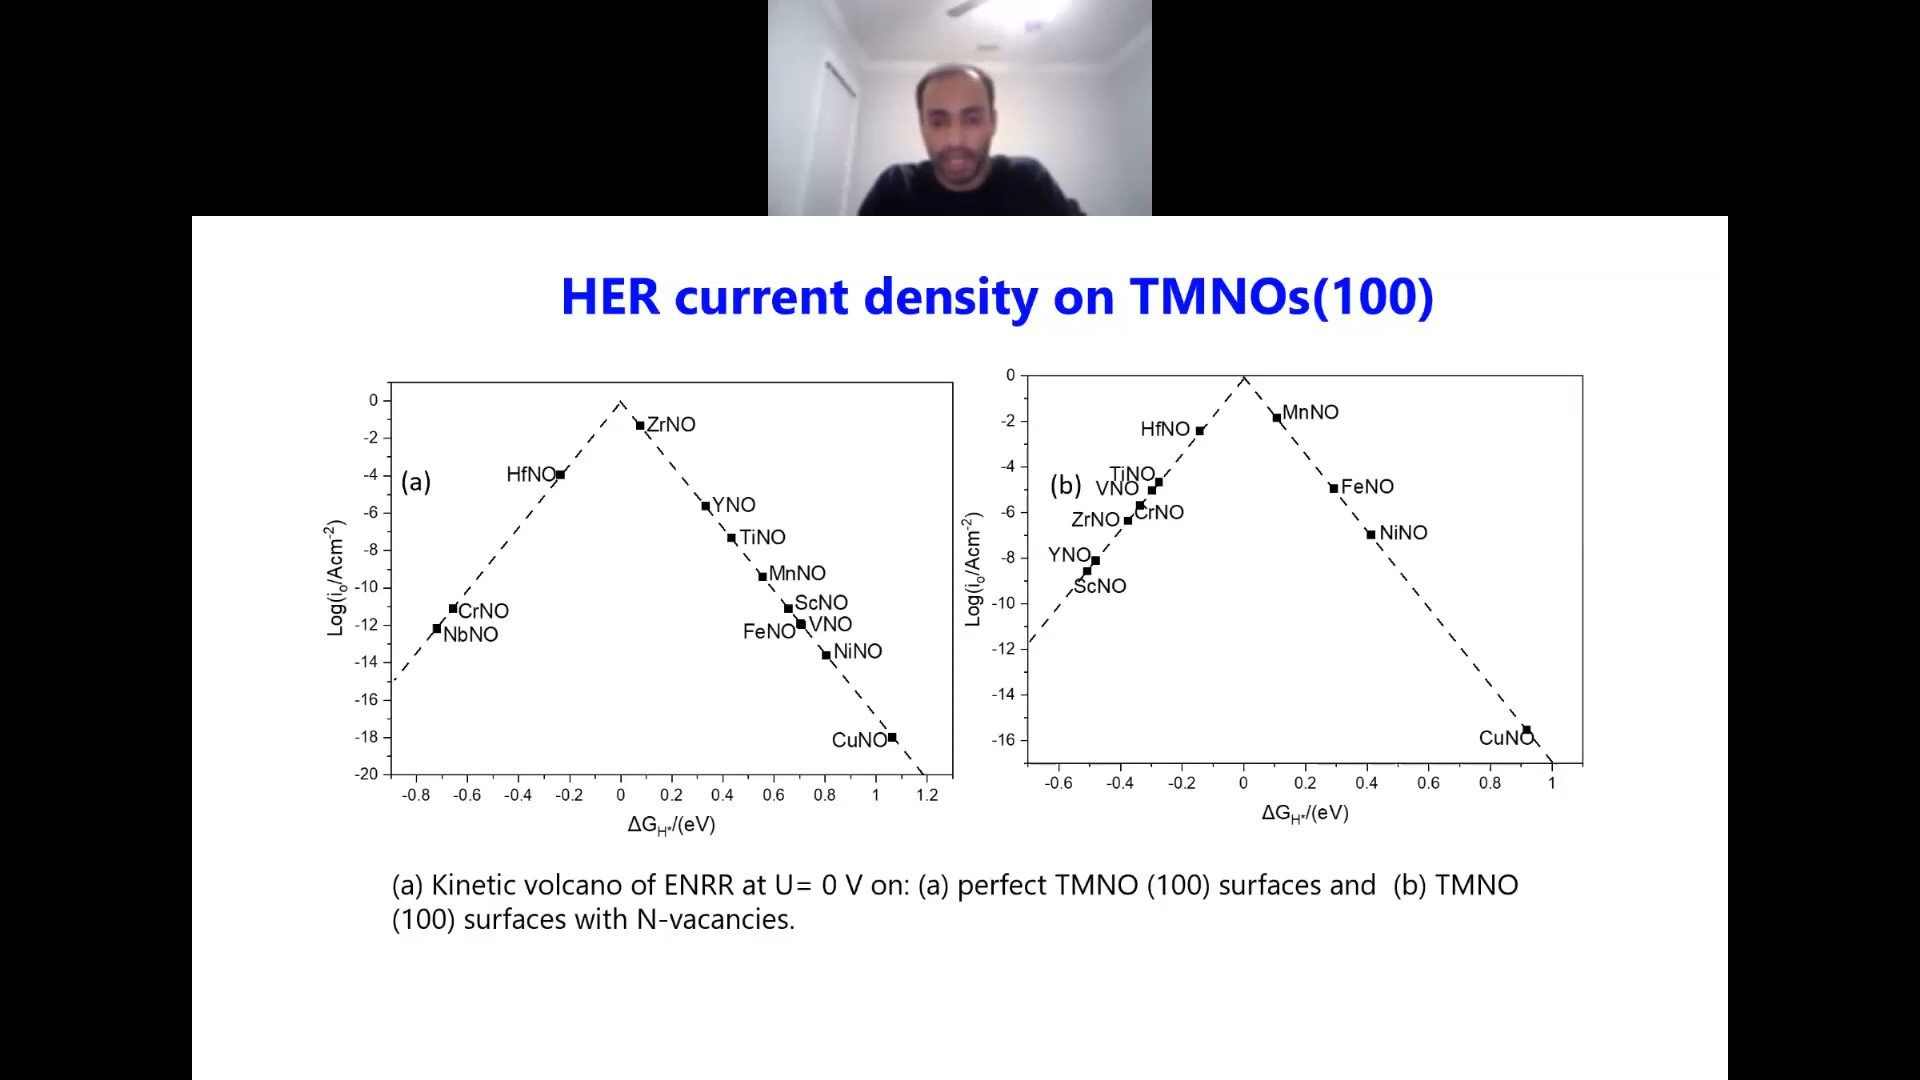 HER current density on TMNOs(100)
(a)
Log(i₀/Acm⁻²)
0
-2
-4
-6
-8
-10
-12
-14
-16
-18
-20
ZrNO
HfNO
YNO
TiNO
MnNO
ScNO
CrNO
VNO
FeNO
NbNO
NiNO
CuNO
-0.8 -0.6 -0.4 -0.2 0 0.2 0.4 0.6 0.8 1 1.2
ΔG_H*/(eV)
(b)
Log(i₀/Acm⁻²)
0
-2
-4
-6
-8
-10
-12
-14
-16
MnNO
HfNO
TiNO
VNO
FeNO
CrNO
ZrNO
NiNO
YNO
ScNO
CuNO
-0.6 -0.4 -0.2 0 0.2 0.4 0.6 0.8 1
ΔG_H*/(eV)
(a) Kinetic volcano of ENRR at U= 0 V on: (a) perfect TMNO (100) surfaces and (b) TMNO
(100) surfaces with N-vacancies.